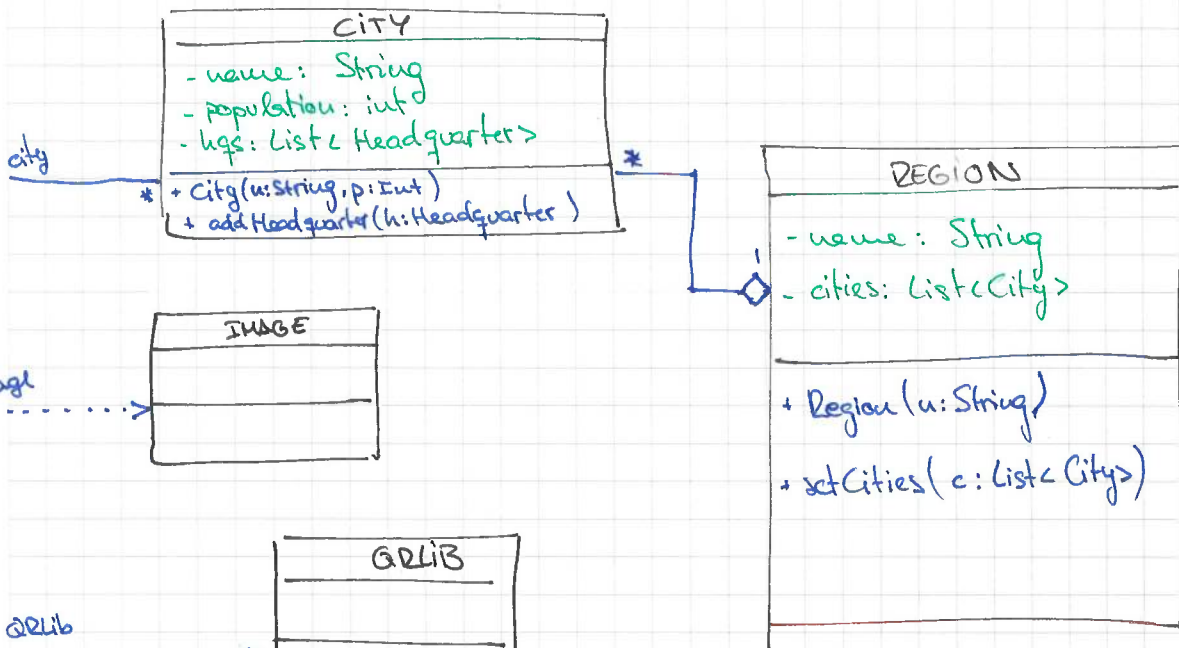 CiTY
- name: String
- population: int
- hqs: List< Headquarter>
city
*
+ City(n: String, p: Int)
+ addHeadquarter(h: Headquarter )
*
REGION
- name: String
- cities: List<City>
1
IMAGE
+ Region(n: String)
+ setCities( c: List< City>)
QRLiB
QRLib